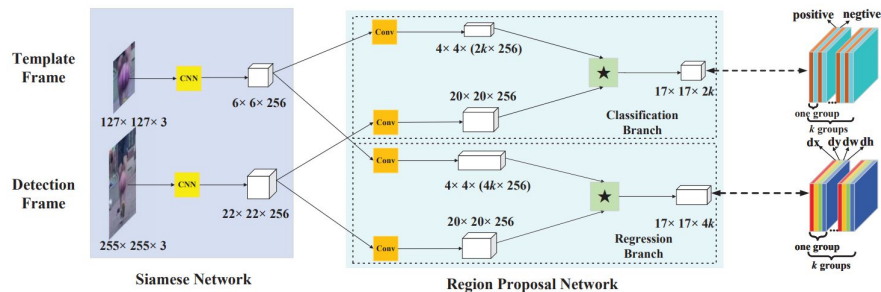 Template
Frame
127× 127× 3
CNN
6× 6× 256
Detection
Frame
255× 255× 3
CNN
22× 22× 256
Siamese Network
Conv
4× 4× (2k× 256)
Conv
20× 20× 256
★
17× 17× 2k
Classification
Branch
Conv
4× 4× (4k× 256)
Conv
20× 20× 256
★
17× 17× 4k
Regression
Branch
Region Proposal Network
positive
negtive
...
one group
k groups
dx
dy
dw
dh
...
one group
k groups